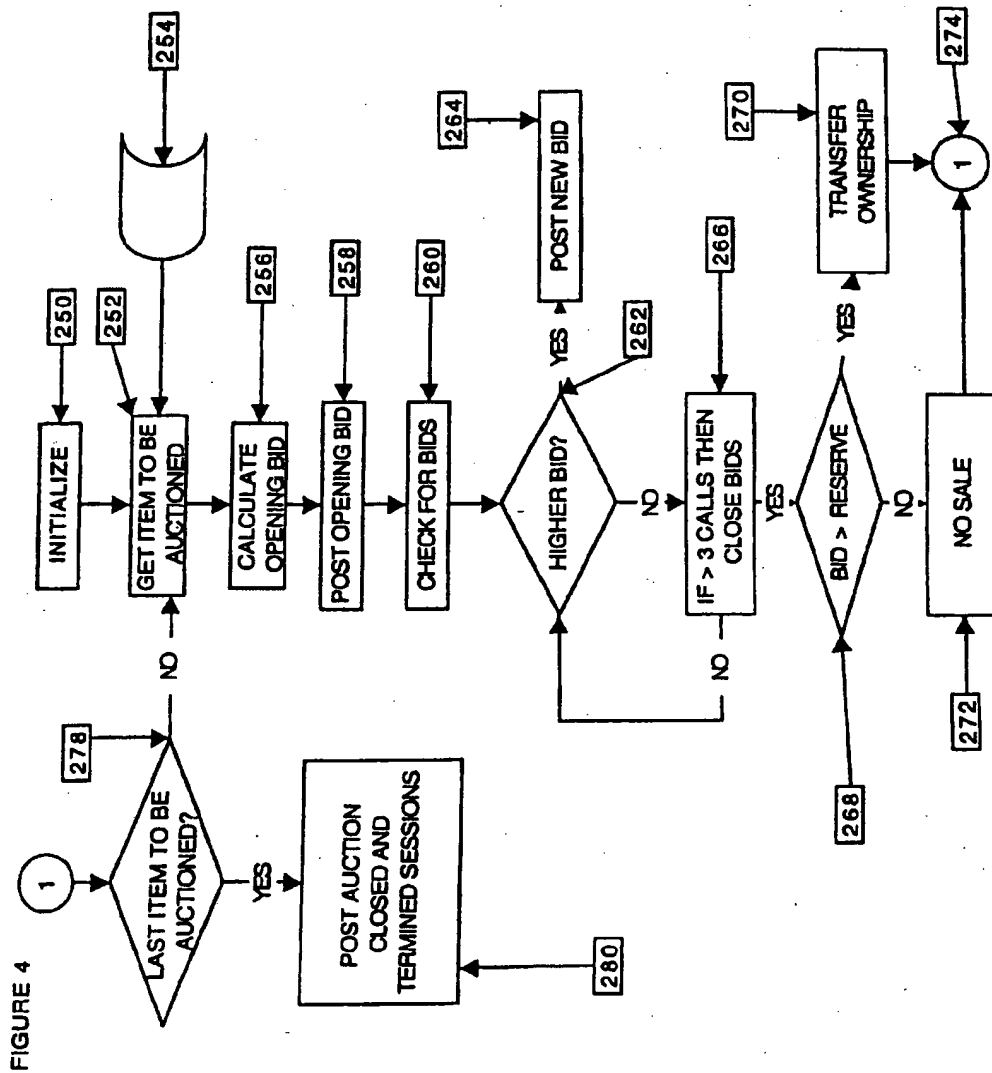 FIGURE 4
1
LAST ITEM TO BE
AUCTIONED?
278
NO
YES
POST AUCTION
CLOSED AND
TERMINED SESSIONS
280
INITIALIZE
250
252
GET ITEM TO BE
AUCTIONED
254
CALCULATE
OPENING BID
256
POST OPENING BID
258
CHECK FOR BIDS
260
HIGHER BID?
262
YES
POST NEW BID
264
NO
IF > 3 CALLS THEN
CLOSE BIDS
266
NO
YES
BID > RESERVE
268
YES
TRANSFER
OWNERSHIP
270
NO
NO SALE
272
1
274